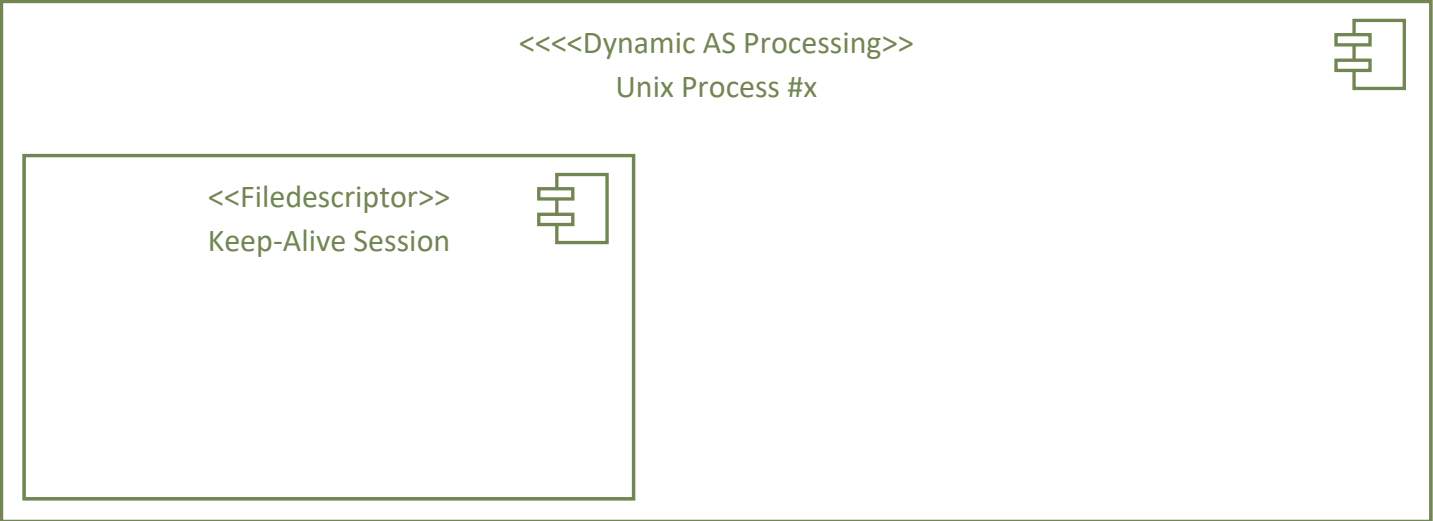 <<<<Dynamic AS Processing>>
Unix Process #x
<<Filedescriptor>>
Keep-Alive Session